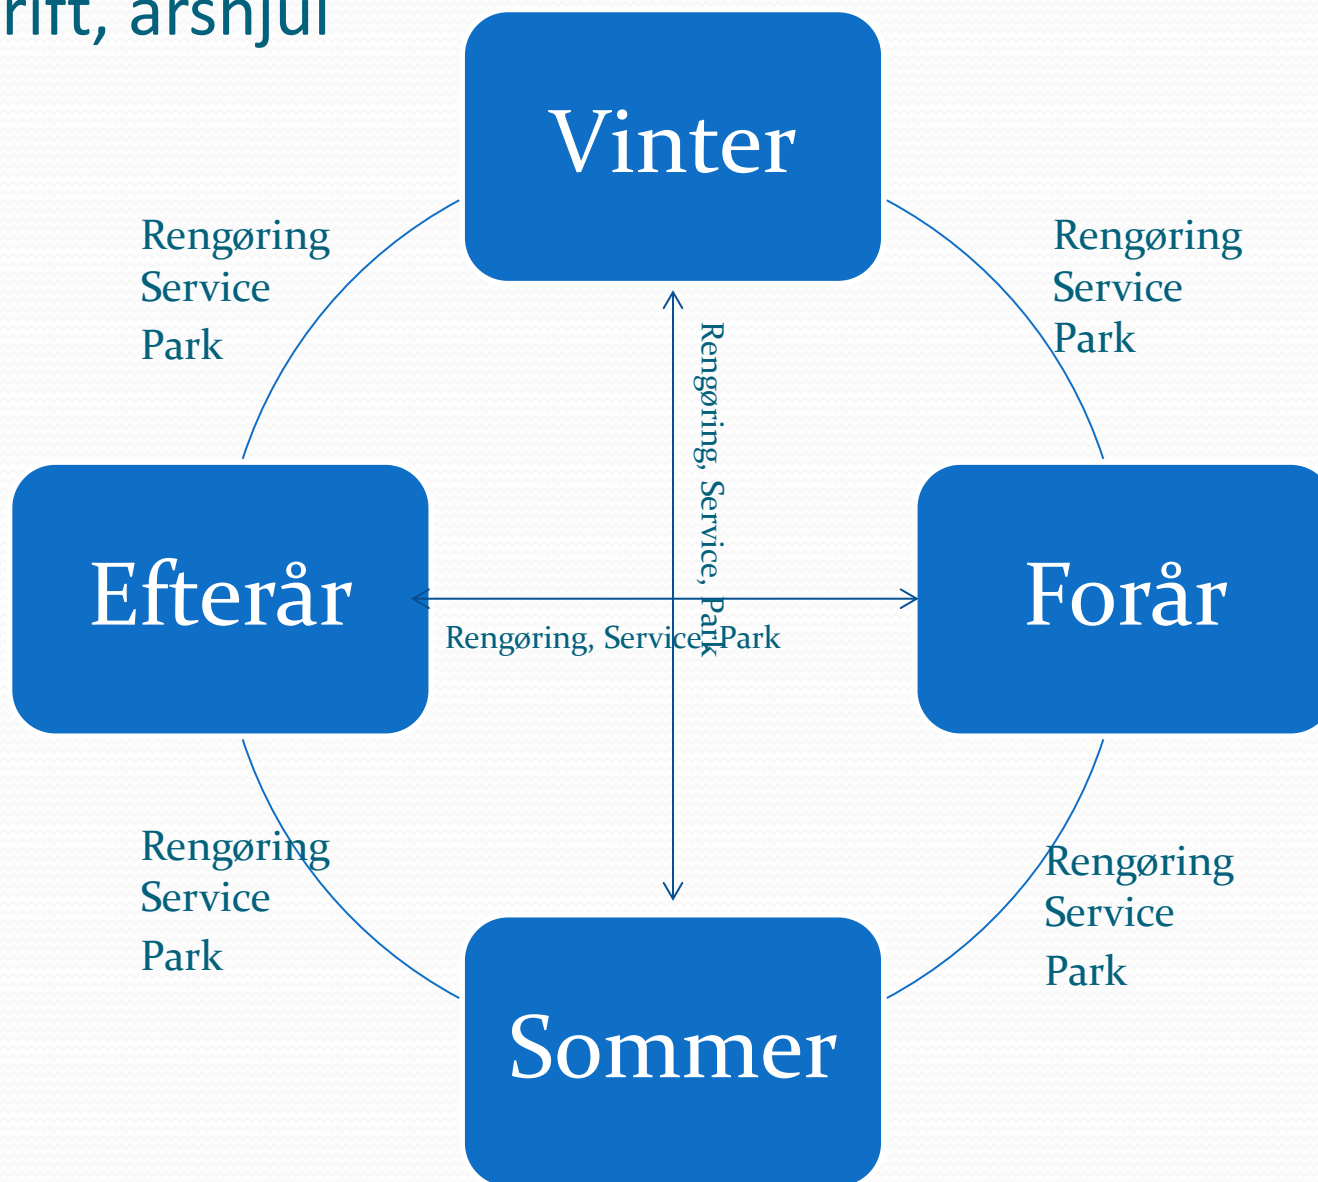 rift, årshjul
Vinter
Rengøring
Service
Park
Rengøring
Service
Park
Rengøring, Service, Park
Efterår
Forår
Rengøring, Service, Park
Rengøring
Service
Park
Rengøring
Service
Park
Sommer